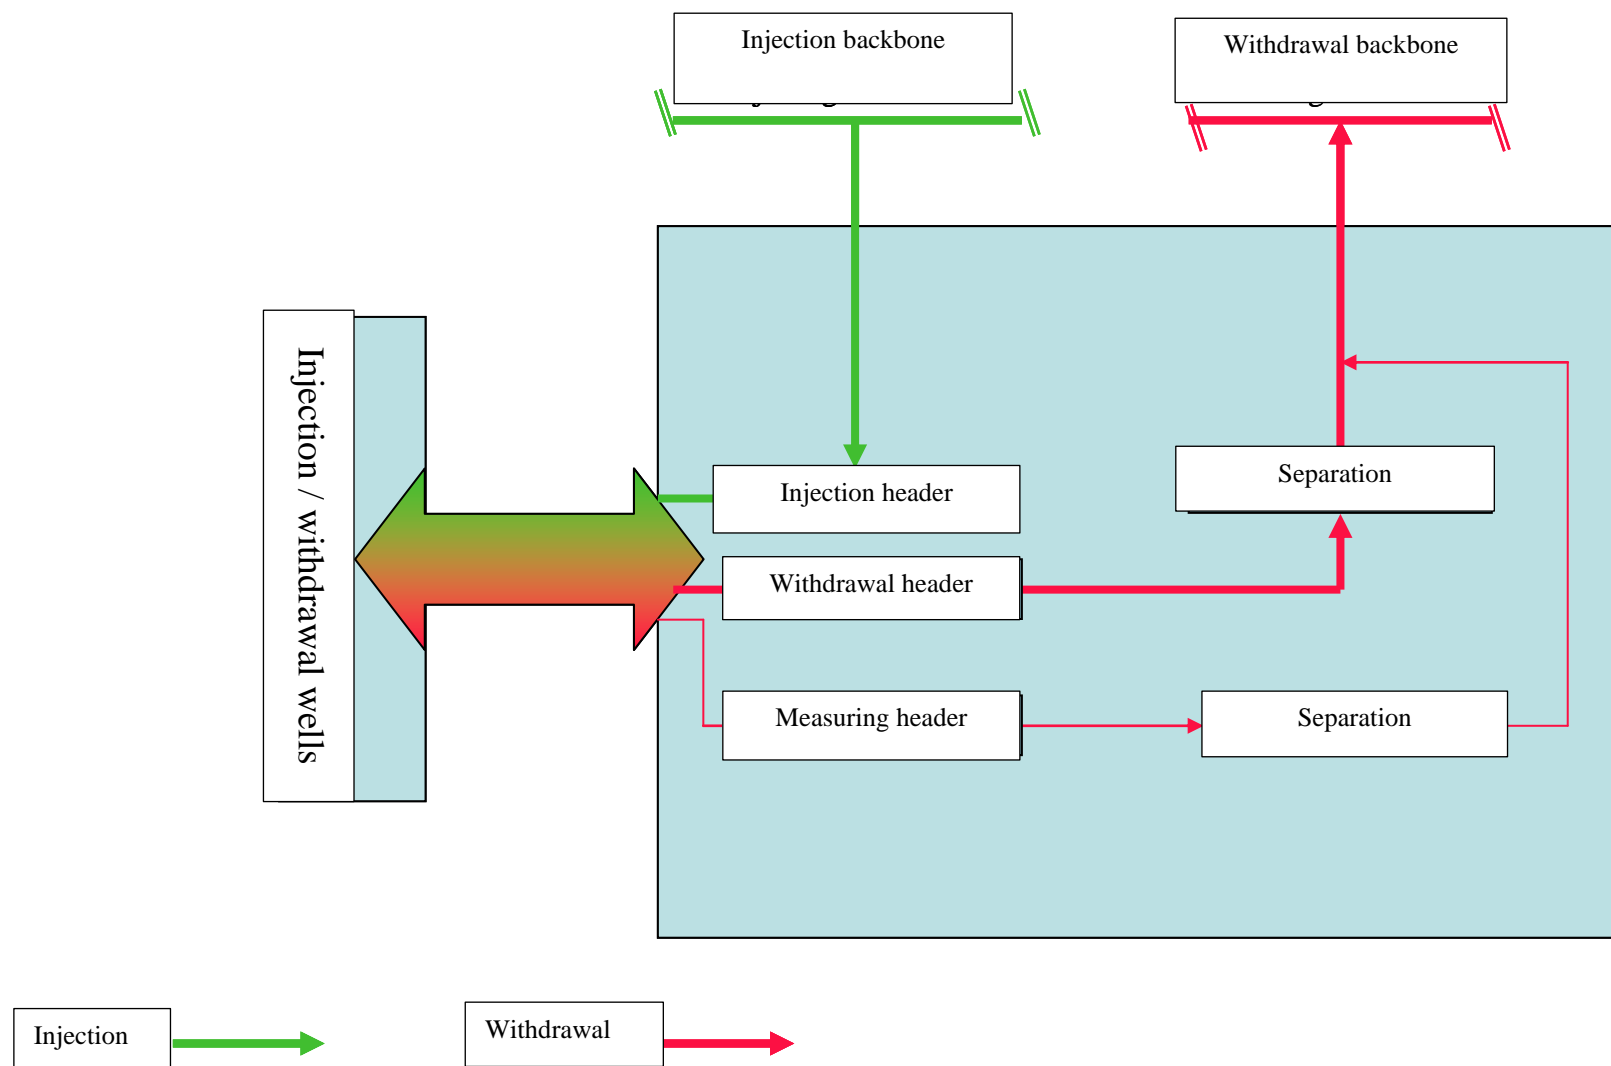 Injection backbone
Withdrawal backbone
Injection / withdrawal wells
Injection header
Separation
Withdrawal header
Measuring header
Separation
Injection
Withdrawal